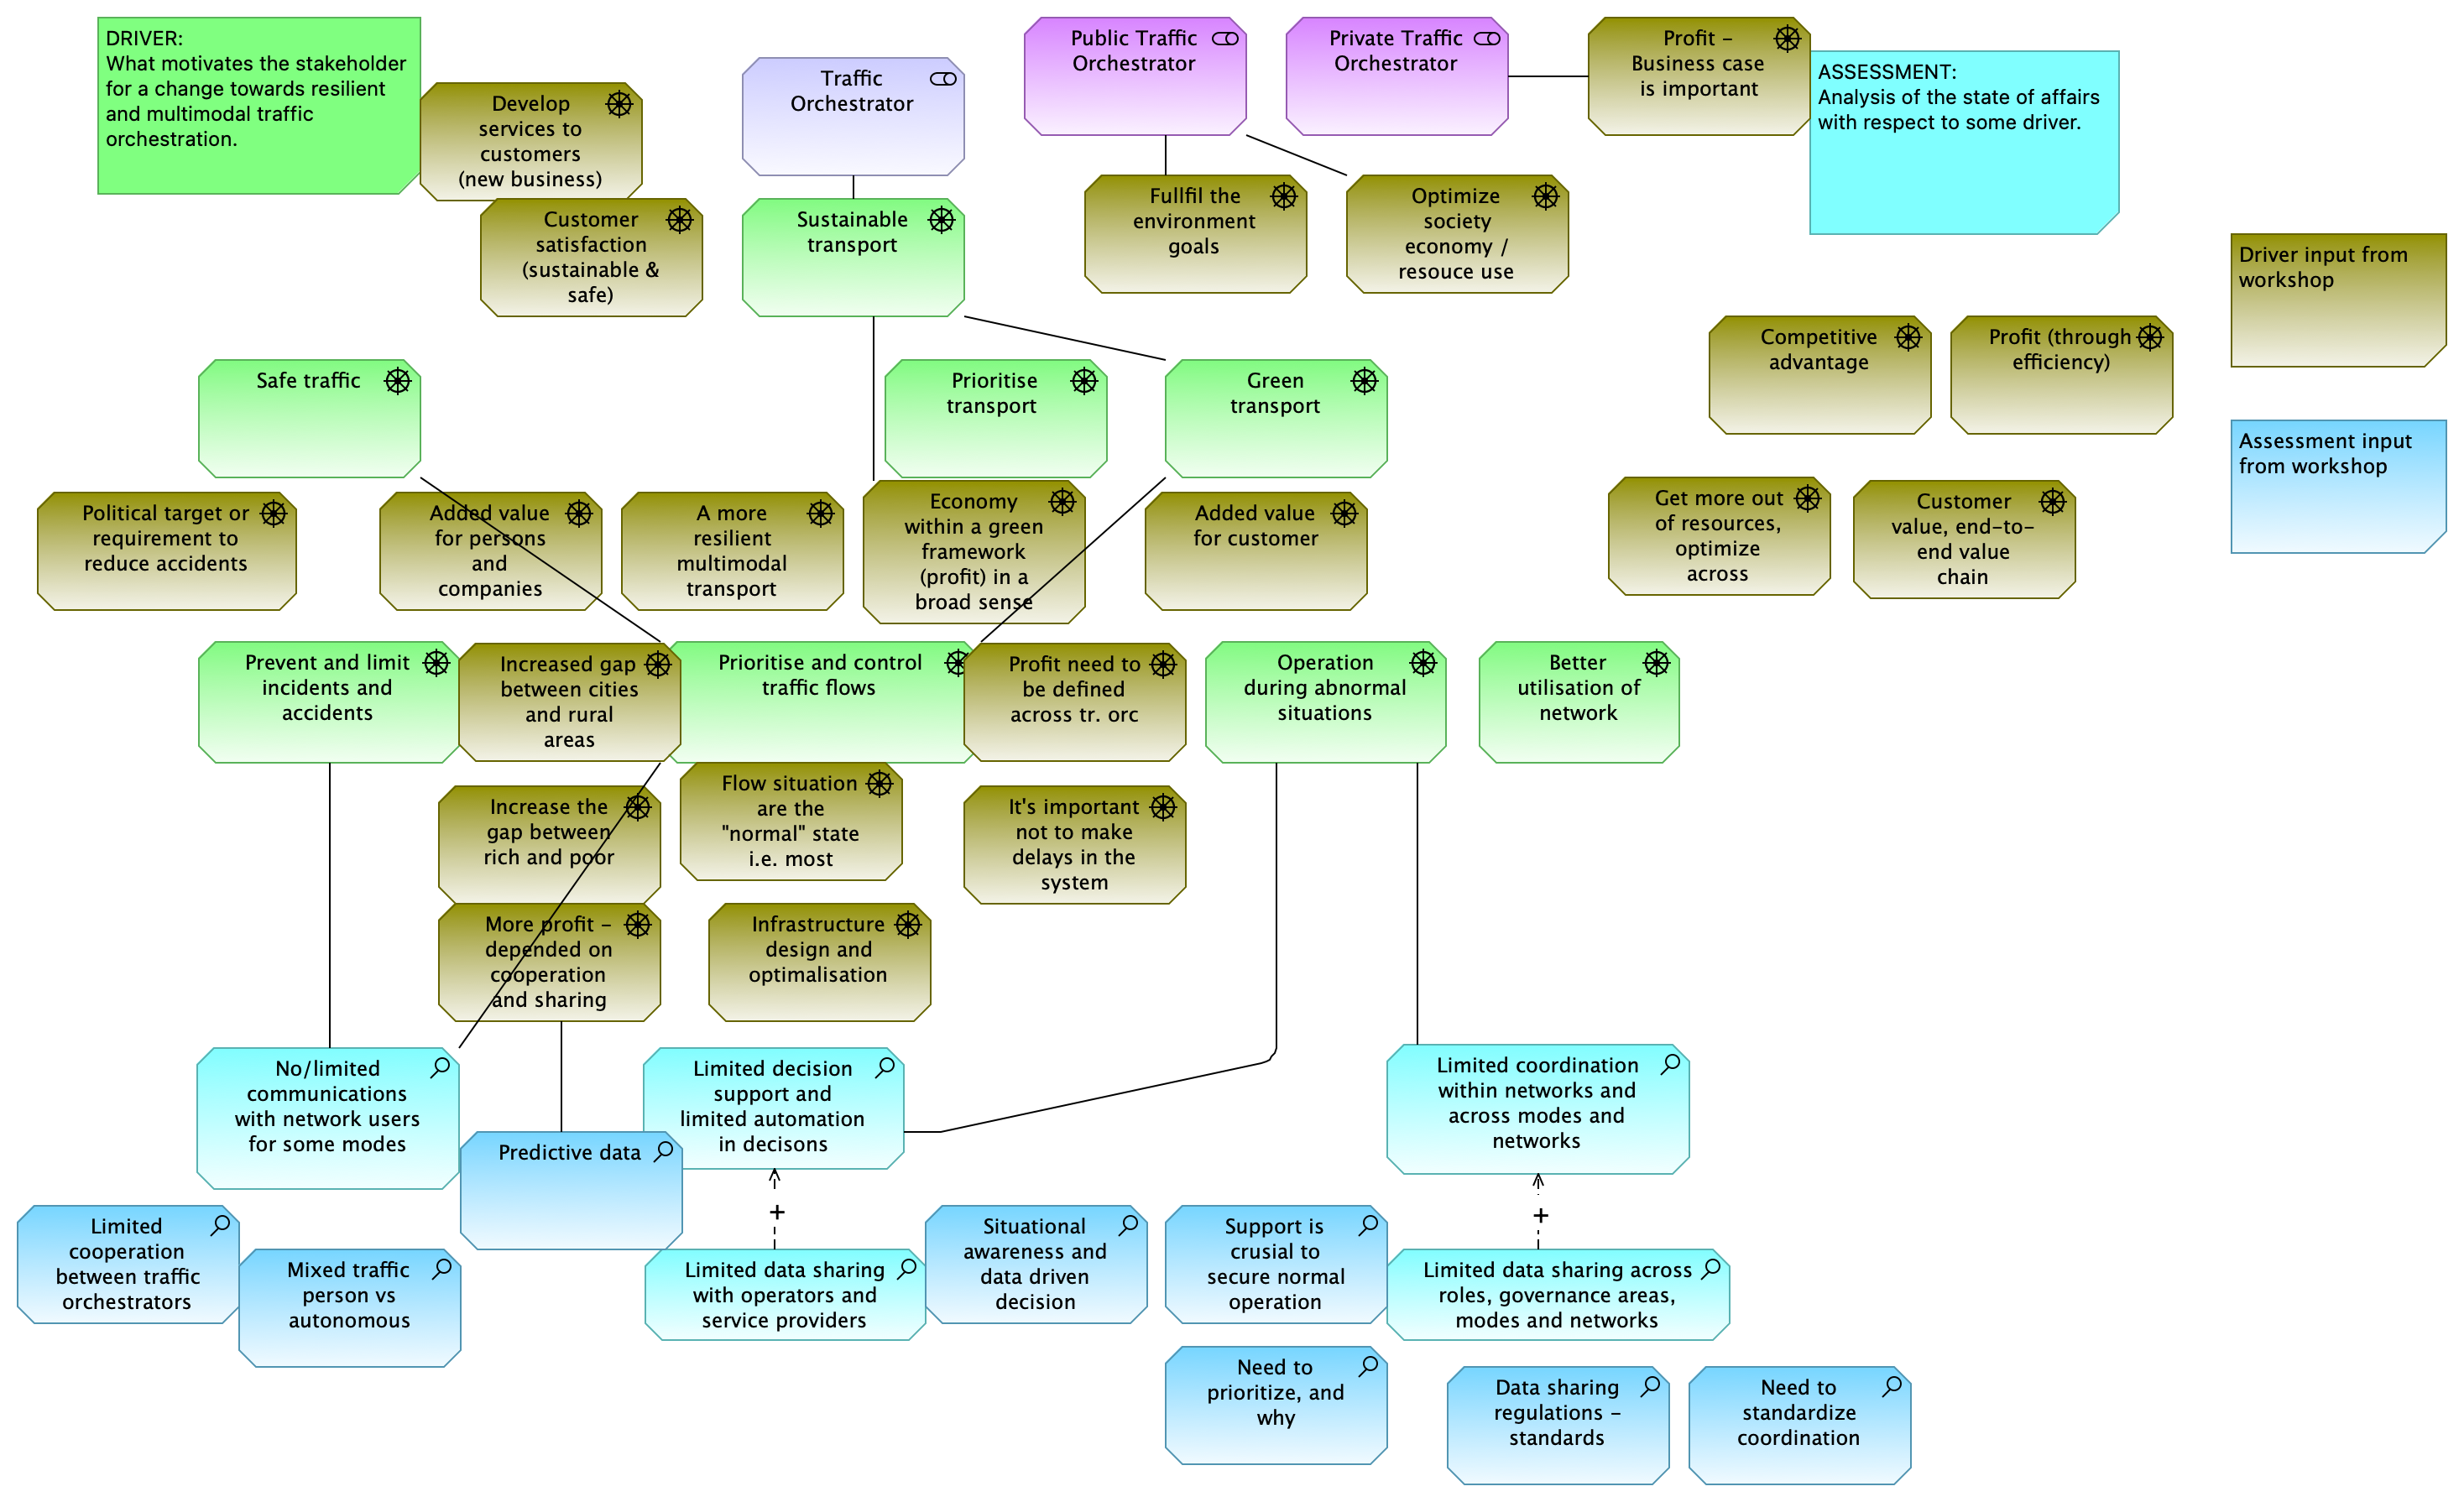 DRIVER:
What motivates the stakeholder
for a change towards resilient
and multimodal traffic
orchestration.
Develop
services to
customers
(new business)
Customer
satisfaction
(sustainable &
safe)
Traffic
Orchestrator
Sustainable
transport
Public Traffic
Orchestrator
Private Traffic
Orchestrator
Profit -
Business case
is important
ASSESSMENT:
Analysis of the state of affairs
with respect to some driver.
Fullfil the
environment
goals
Optimize
society
economy /
resouce use
Driver input from
workshop
Competitive
advantage
Profit (through
efficiency)
Assessment input
from workshop
Safe traffic
Prioritise
transport
Green
transport
Political target or
requirement to
reduce accidents
Added value
for persons
and
companies
A more
resilient
multimodal
transport
Economy
within a green
framework
(profit) in a
broad sense
Added value
for customer
Get more out
of resources,
optimize
across
Customer
value, end-to-
end value
chain
Prevent and limit
incidents and
accidents
Increased gap
between cities
and rural
areas
Prioritise and control
traffic flows
Profit need to
be defined
across tr. orc
Operation
during abnormal
situations
Better
utilisation of
network
Increase the
gap between
rich and poor
Flow situation
are the
"normal" state
i.e. most
It's important
not to make
delays in the
system
More profit -
depended on
cooperation
and sharing
Infrastructure
design and
optimalisation
No/limited
communications
with network users
for some modes
Limited decision
support and
limited automation
in decisons
Limited coordination
within networks and
across modes and
networks
Predictive data
+
+
Limited
cooperation
between traffic
orchestrators
Mixed traffic
person vs
autonomous
Limited data sharing
with operators and
service providers
Situational
awareness and
data driven
decision
Support is
crusial to
secure normal
operation
Limited data sharing across
roles, governance areas,
modes and networks
Need to
prioritize, and
why
Data sharing
regulations -
standards
Need to
standardize
coordination